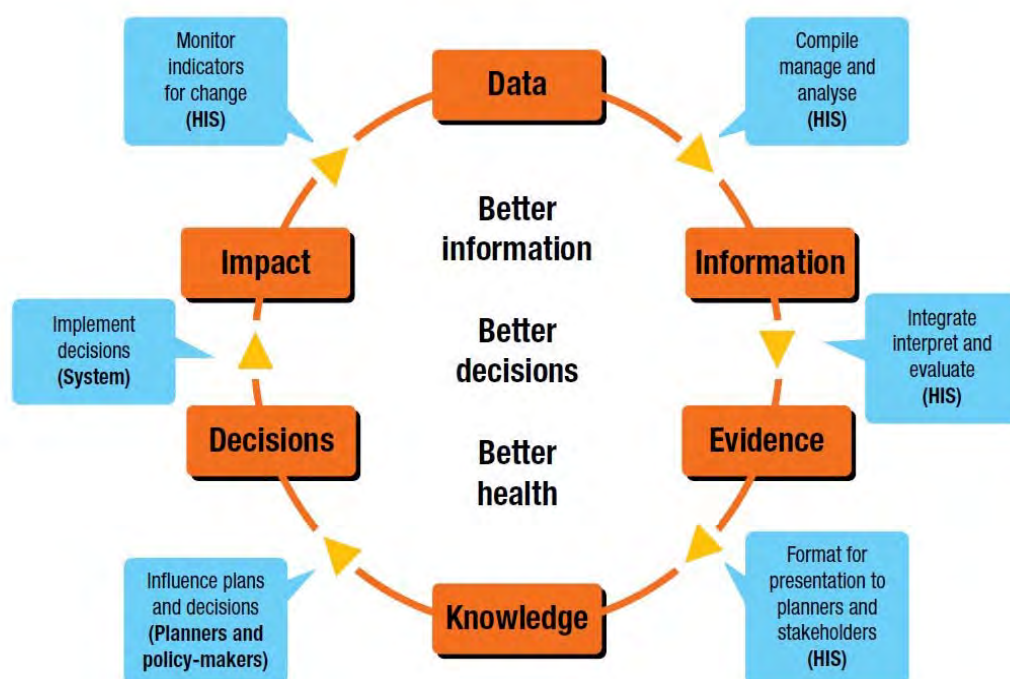 Data
Compile
manage and
analyse
(HIS)
Information
Integrate
interpret and
evaluate
(HIS)
Evidence
Format for
presentation to
planners and
stakeholders
(HIS)
Knowledge
Influence plans
and decisions
(Planners and
policy-makers)
Decisions
Implement
decisions
(System)
Impact
Monitor
indicators
for change
(HIS)
Better
information
Better
decisions
Better
health